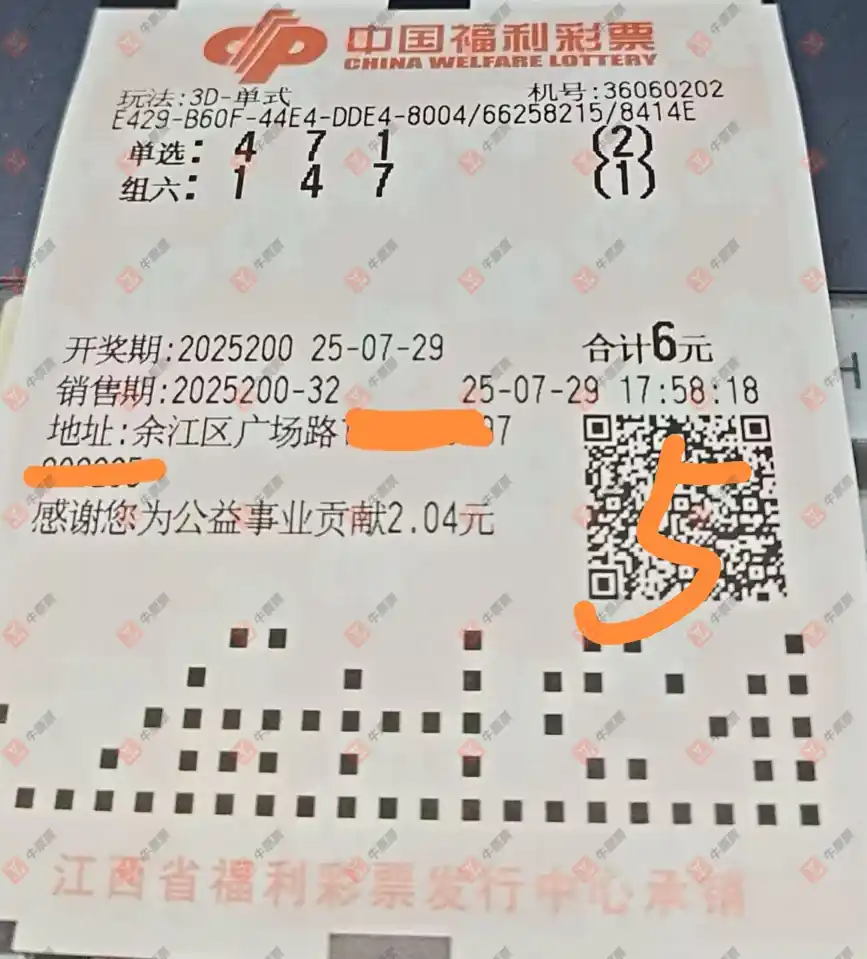 中国福利彩票
CHINA WELFARE LOTTERY
玩法:3D-单式 机号:36060202
E429-B60F-44E4-DDE4-8004/66258215/8414E
单选: 4 7 1 (2)
组六: 1 4 7 (1)
开奖期:2025200 25-07-29 合计6元
销售期:2025200-32 25-07-29 17:58:18
地址:余江区广场路 07
感谢您为公益事业贡献2.04元
5
江西省福利彩票发行中心承销